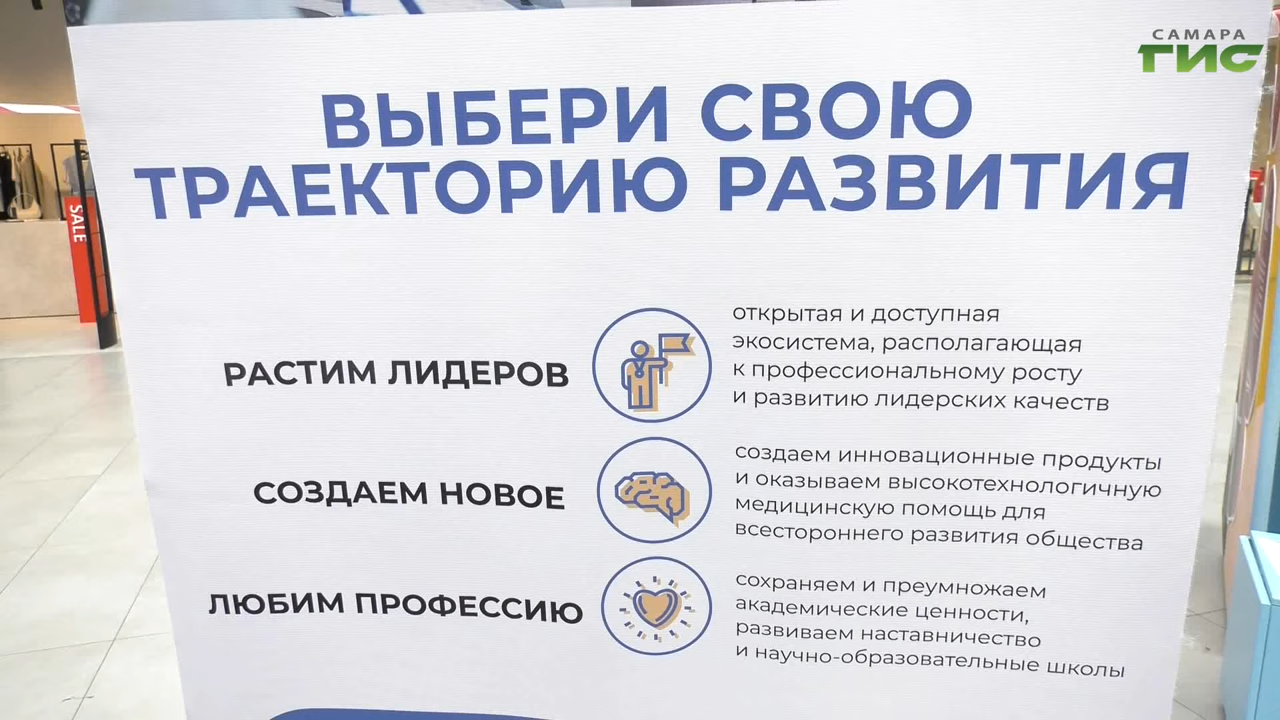 САМАРА
ГИС
ВЫБЕРИ СВОЮ
ТРАЕКТОРИЮ РАЗВИТИЯ
SALE
РАСТИМ ЛИДЕРОВ
открытая и доступная
экосистема, располагающая
к профессиональному росту
и развитию лидерских качеств
СОЗДАЕМ НОВОЕ
создаем инновационные продукты
и оказываем высокотехнологичную
медицинскую помощь для
всестороннего развития общества
ЛЮБИМ ПРОФЕССИЮ
сохраняем и преумножаем
академические ценности,
развиваем наставничество
и научно-образовательные школы